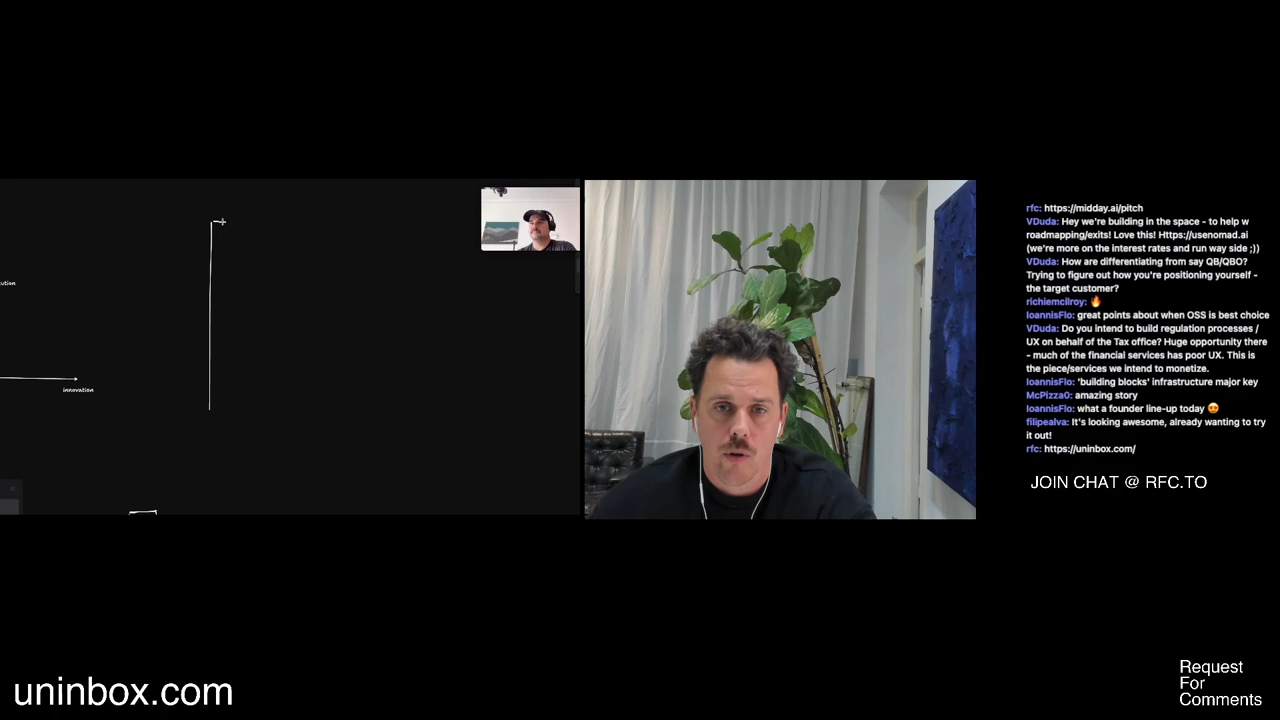 cution
innovation
rfc: https://midday.ai/pitch
VDuda: Hey we're building in the space - to help w
roadmapping/exits! Love this! Https://usenomad.ai
(we're more on the interest rates and run way side ;))
VDuda: How are differentiating from say QB/QBO?
Trying to figure out how you're positioning yourself -
the target customer?
richiemcilroy: 🔥
IoannisFlo: great points about when OSS is best choice
VDuda: Do you intend to build regulation processes /
UX on behalf of the Tax office? Huge opportunity there
- much of the financial services has poor UX. This is
the piece/services we intend to monetize.
IoannisFlo: 'building blocks' infrastructure major key
McPizza0: amazing story
IoannisFlo: what a founder line-up today 😍
filipealva: It's looking awesome, already wanting to try
it out!
rfc: https://uninbox.com/
JOIN CHAT @ RFC.TO
uninbox.com
Request
For
Comments